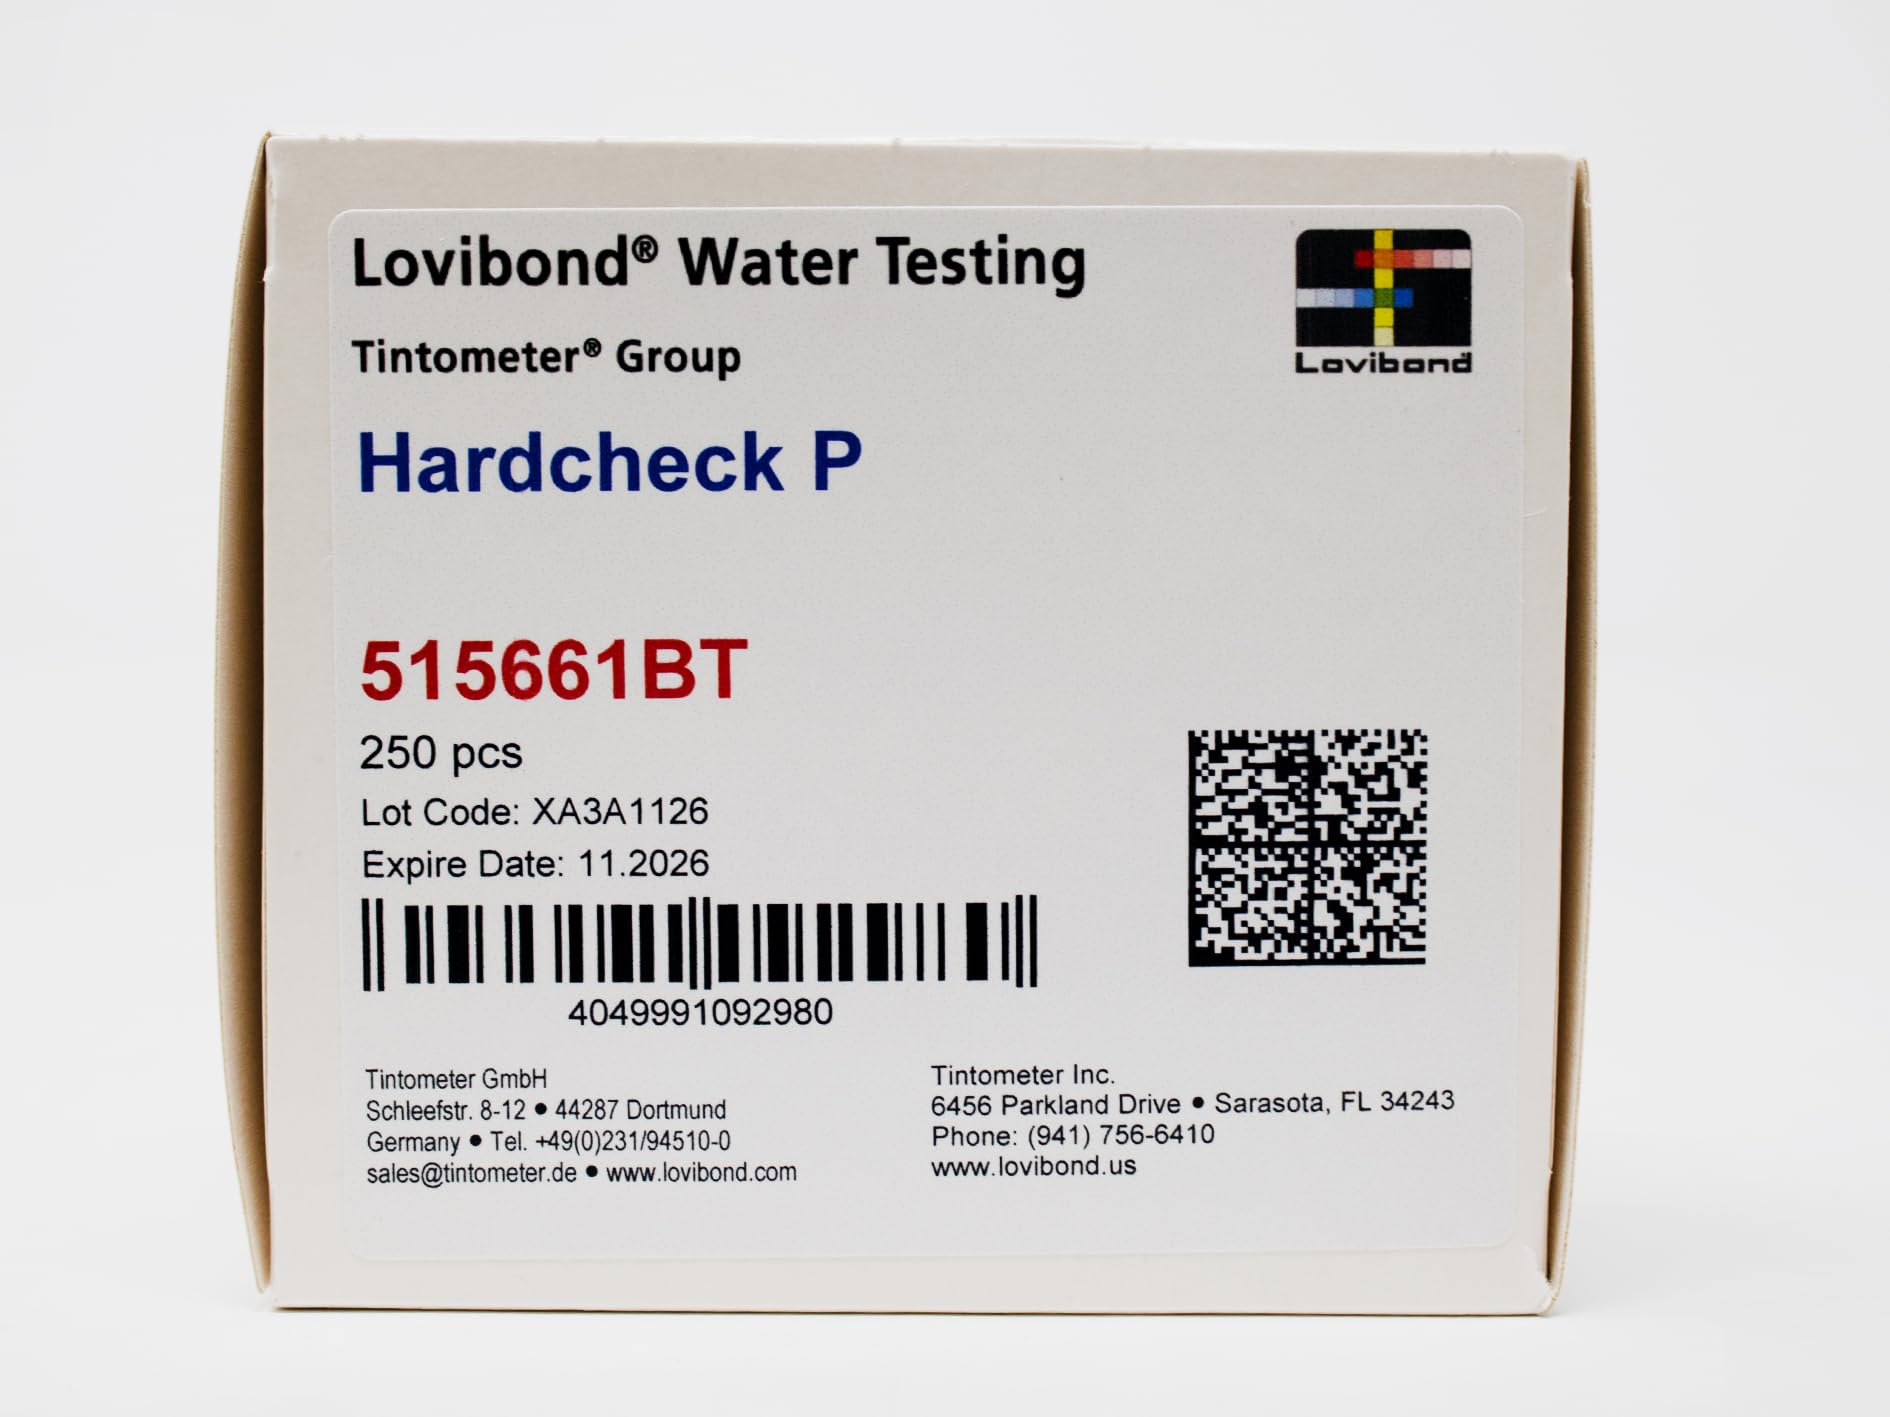 Lovibond® Water Testing
Lovibond
Tintometer® Group
Hardcheck P
515661BT
250 pcs
Lot Code: XA3A1126
Expire Date: 11.2026
4049991092980
Tintometer GmbH
Schleefstr. 8-12 • 44287 Dortmund
Germany • Tel. +49(0)231/94510-0
sales@tintometer.de • www.lovibond.com
Tintometer Inc.
6456 Parkland Drive • Sarasota, FL 34243
Phone: (941) 756-6410
www.lovibond.us